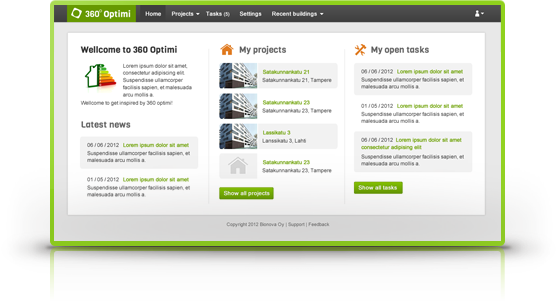 360° Optimi
Home Projects Tasks (5) Settings Recent buildings
Wellcome to 360 Optimi
Lorem ipsum dolor sit amet,
consectetur adipiscing sit.
Suspendisse ullamcorper
facilisis sapien, et malesuada
arcu mollis a.
Wellcome to get inspired by 360 optimi!
Latest news
06 / 06 / 2012 Lorem ipsum dolor sit amet
Suspendisse ullamcorper facilisis sapien, et
malesuada arcu mollis a.
01 / 05 / 2012 Lorem ipsum dolor sit amet
Suspendisse ullamcorper facilisis sapien, et
malesuada arcu mollis a.
My projects
Satakunnankatu 21
Satakunnankatu 21, Tampere
Satakunnankatu 23
Satakunnankatu 23, Tampere
Lassikatu 3
Lanssikatu 3, Lahti
Satakunnankatu 23
Satakunnankatu 23, Tampere
Show all projects
My open tasks
06 / 06 / 2012 Lorem ipsum dolor sit amet
Suspendisse ullamcorper facilisis sapien, et
malesuada arcu mollis a.
01 / 05 / 2012 Lorem ipsum dolor sit amet
Suspendisse ullamcorper facilisis sapien, et
malesuada arcu mollis a.
06 / 06 / 2012 Lorem ipsum dolor sit amet
consectetur adipiscing elit
Suspendisse ullamcorper facilisis sapien, et
malesuada arcu mollis a.
Show all tasks
Copyright 2012 Bionova Oy | Support | Feedback